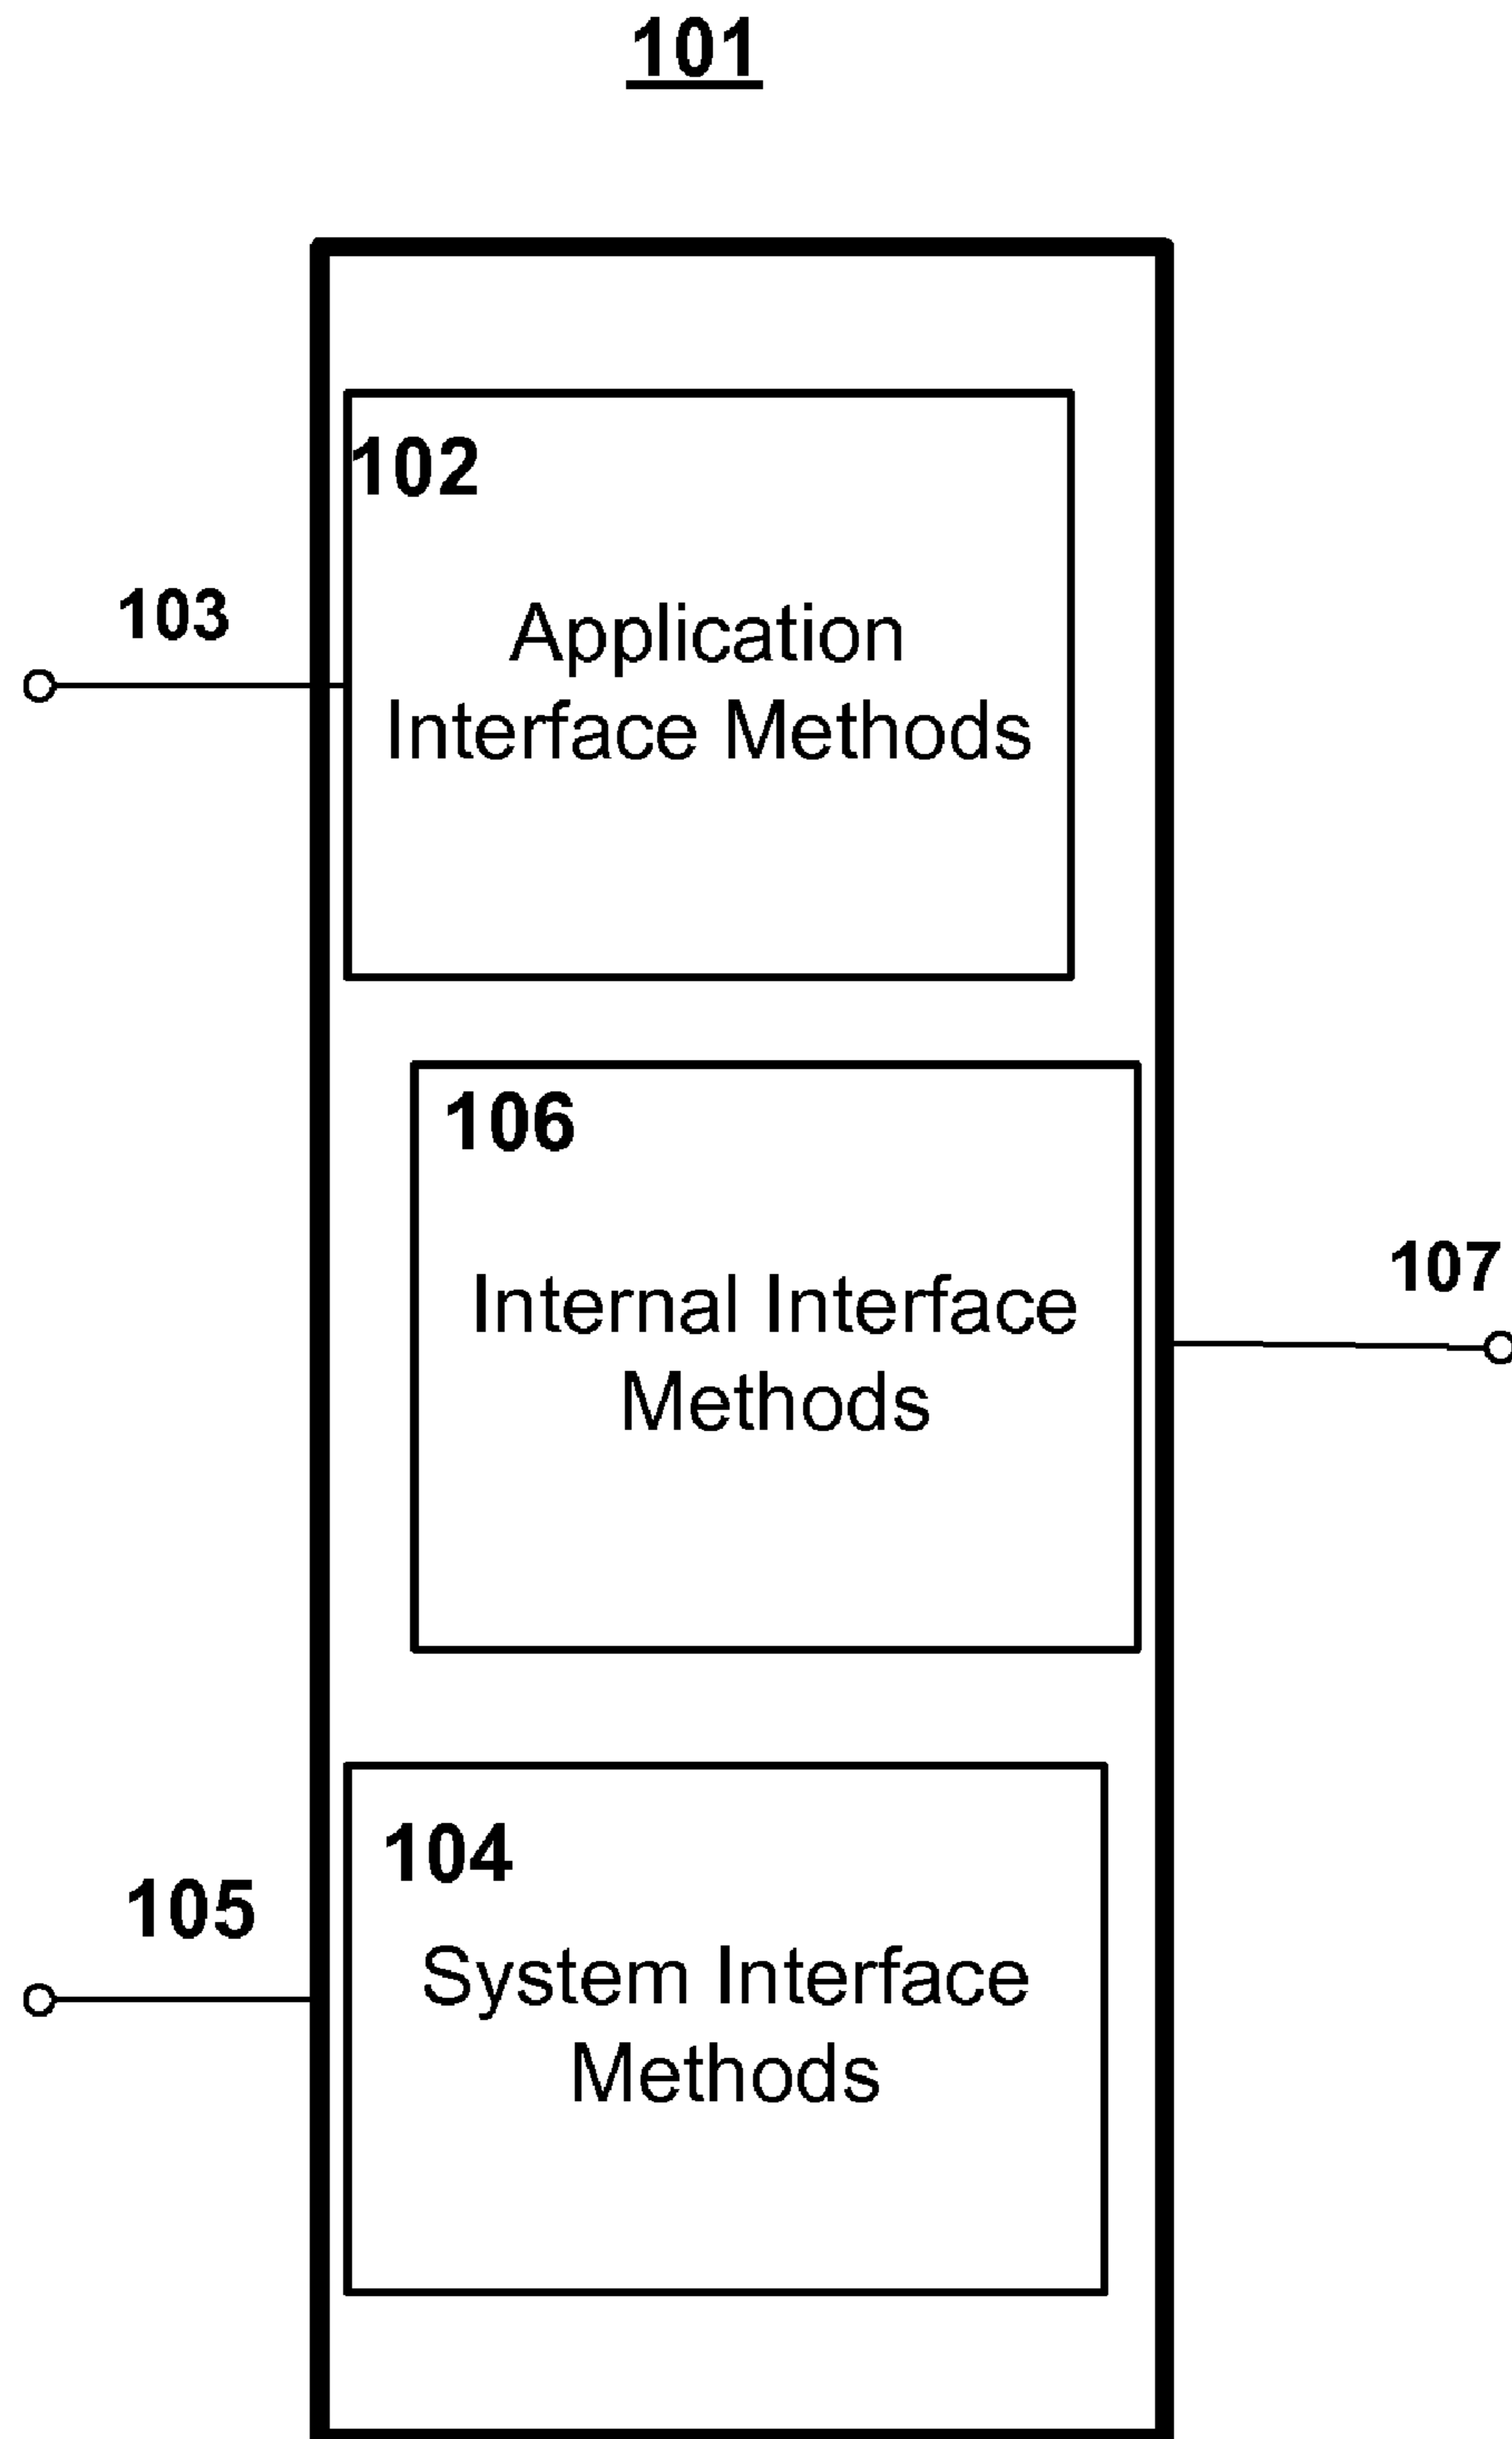 101
102
103
Application
Interface Methods
106
107
Internal Interface
Methods
104
105
System Interface
Methods